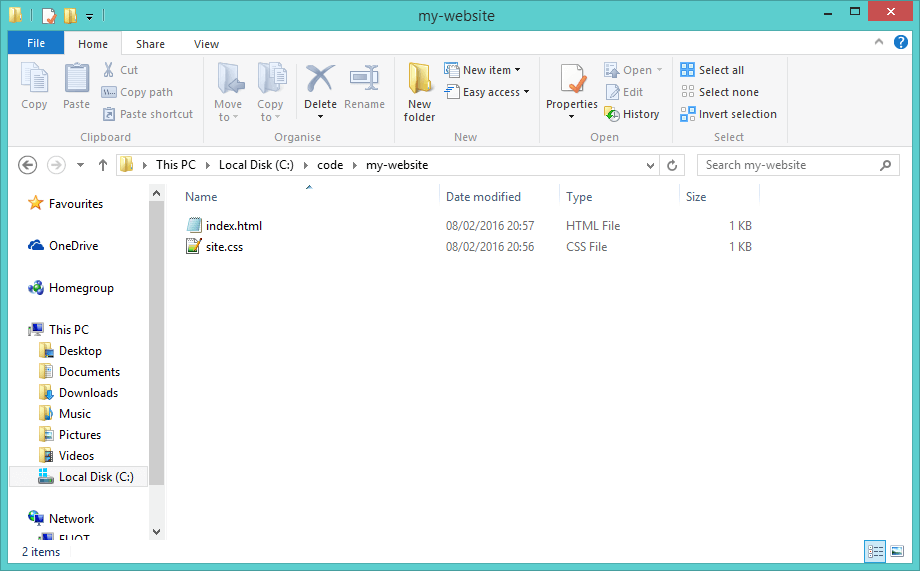 my-website
File Home Share View
Copy
Paste
Cut
Copy path
Paste shortcut
Clipboard
Move to
Copy to
Delete
Rename
Organise
New folder
New item
Easy access
New
Properties
Open
Edit
History
Open
Select all
Select none
Invert selection
Select
This PC Local Disk (C:) code my-website
Search my-website
Favourites
OneDrive
Homegroup
This PC
Desktop
Documents
Downloads
Music
Pictures
Videos
Local Disk (C:)
Network
Name Date modified Type Size
index.html 08/02/2016 20:57 HTML File 1 KB
site.css 08/02/2016 20:56 CSS File 1 KB
2 items